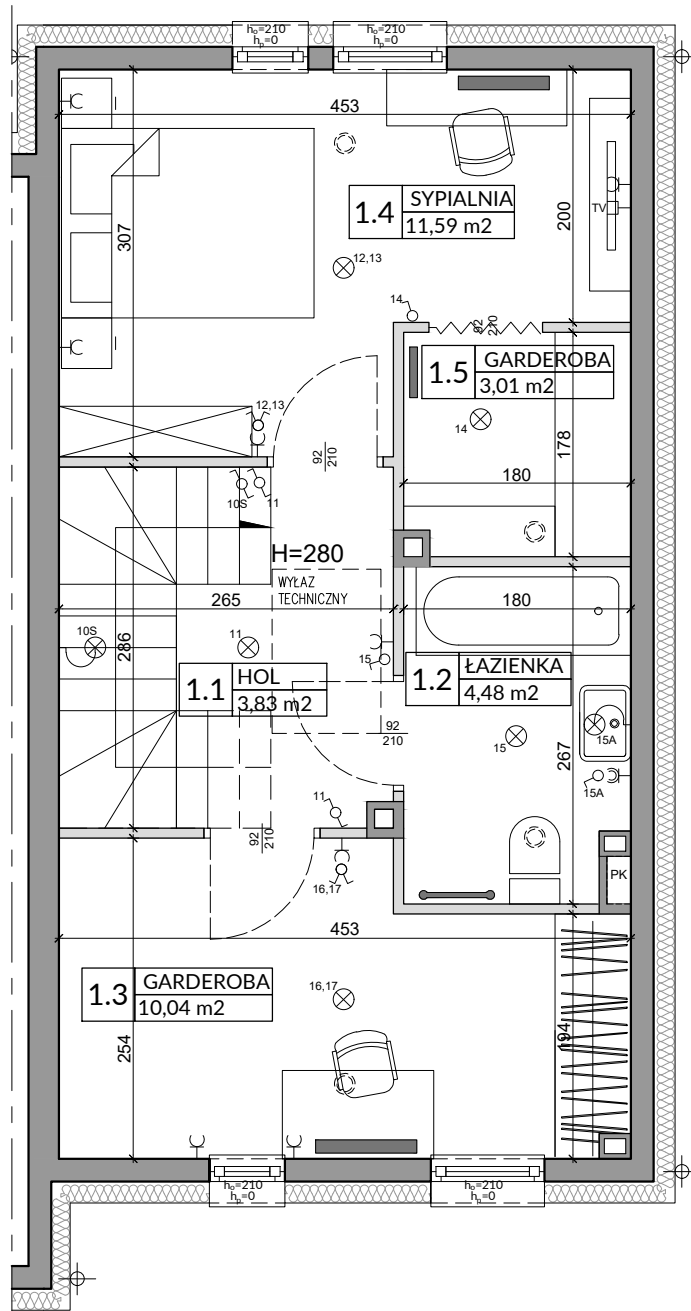 hₒ=210
hₚ=0
hₒ=210
hₚ=0
453
1.4 SYPIALNIA
11,59 m2
TV
200
307
12,13
14
92
210
1.5 GARDEROBA
3,01 m2
14
178
12,13
92
210
180
10S
11
H=280
WYŁAZ
TECHNICZNY
265
180
10S
286
11
15
1.1 HOL
3,83 m2
1.2 ŁAZIENKA
4,48 m2
92
210
15
15A
267
15A
11
92
210
16,17
PK
453
1.3 GARDEROBA
10,04 m2
16,17
254
194
hₒ=210
hₚ=0
hₒ=210
hₚ=0